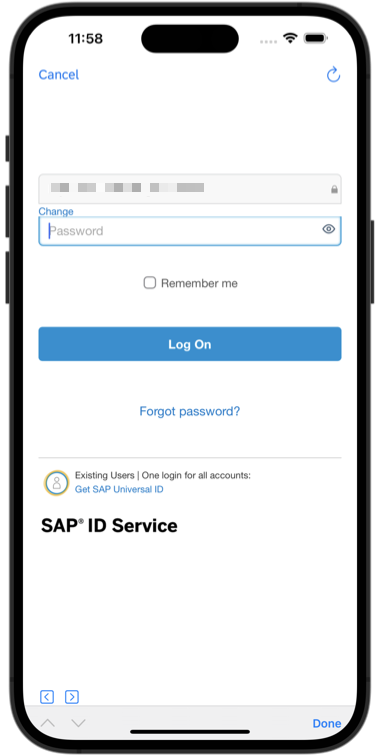 11:58
Cancel
Change
Password
Remember me
Log On
Forgot password?
Existing Users | One login for all accounts:
Get SAP Universal ID
SAP® ID Service
Done